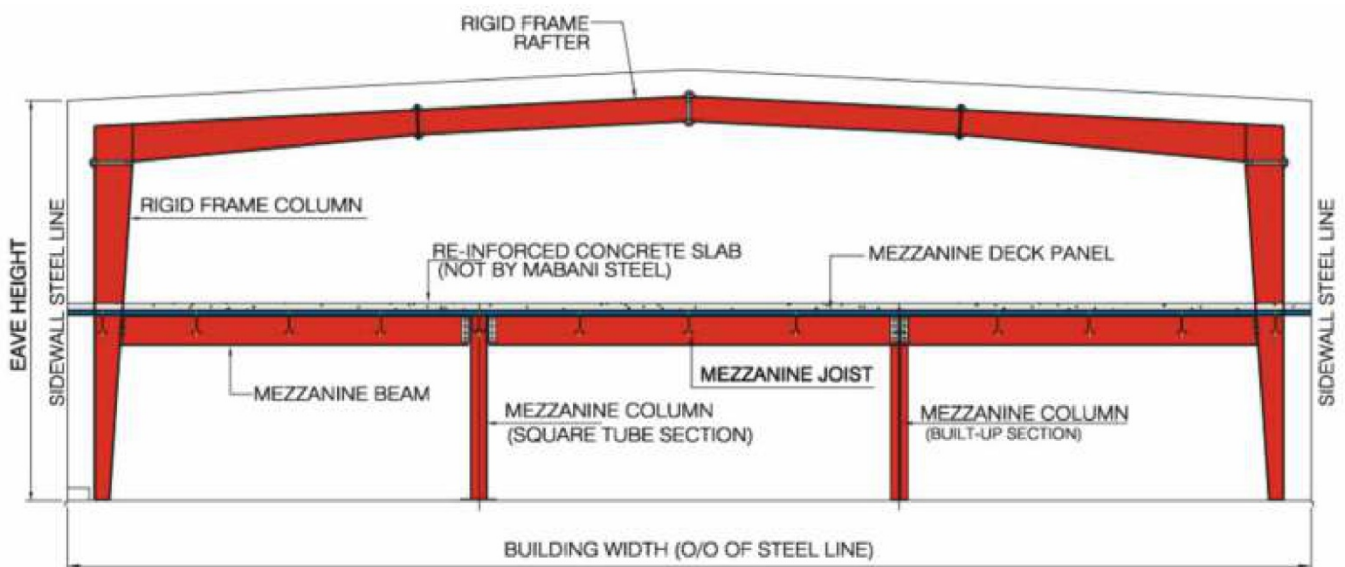 RIGID FRAME
RAFTER
RIGID FRAME COLUMN
RE-INFORCED CONCRETE SLAB
(NOT BY MABANI STEEL)
MEZZANINE DECK PANEL
EAVE HEIGHT
SIDEWALL STEEL LINE
SIDEWALL STEEL LINE
MEZZANINE BEAM
MEZZANINE JOIST
MEZZANINE COLUMN
(SQUARE TUBE SECTION)
MEZZANINE COLUMN
(BUILT-UP SECTION)
BUILDING WIDTH (O/O OF STEEL LINE)